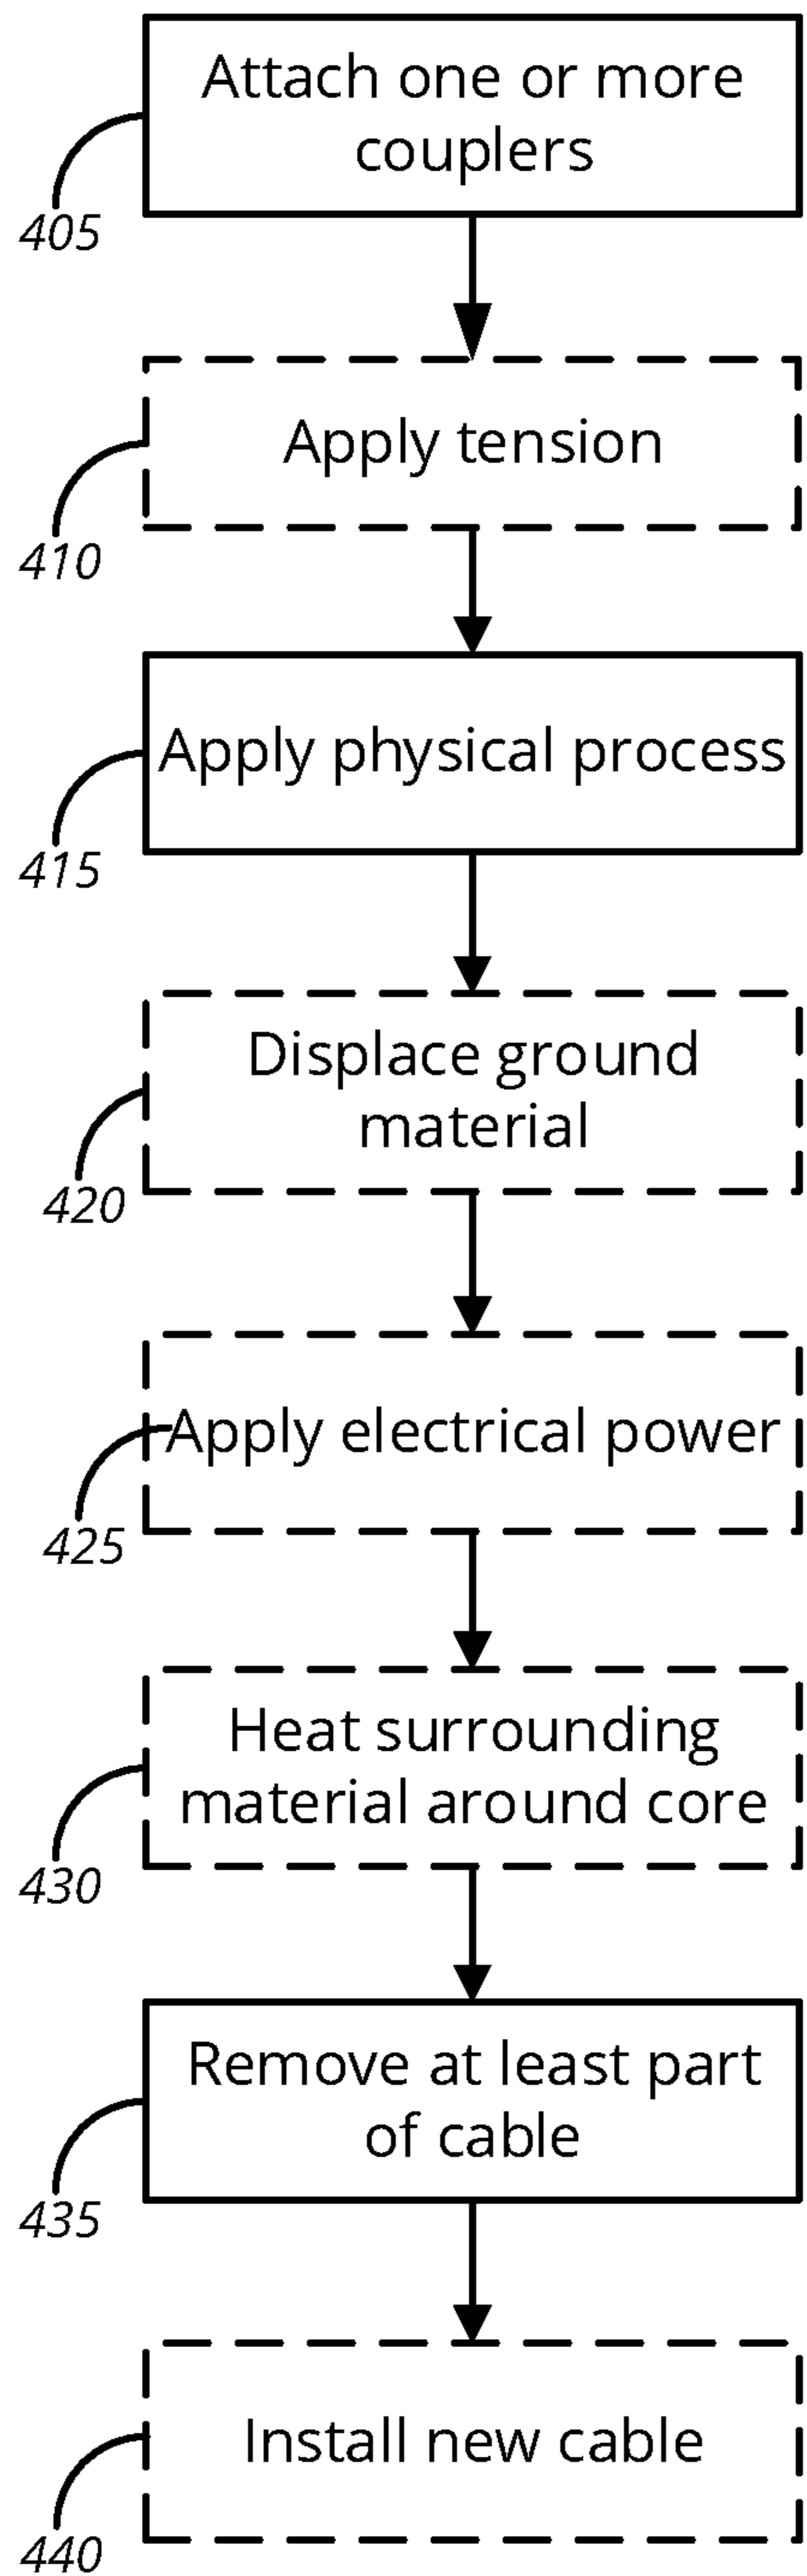 Attach one or more
couplers
405
Apply tension
410
Apply physical process
415
Displace ground
material
420
Apply electrical power
425
Heat surrounding
material around core
430
Remove at least part
of cable
435
Install new cable
440